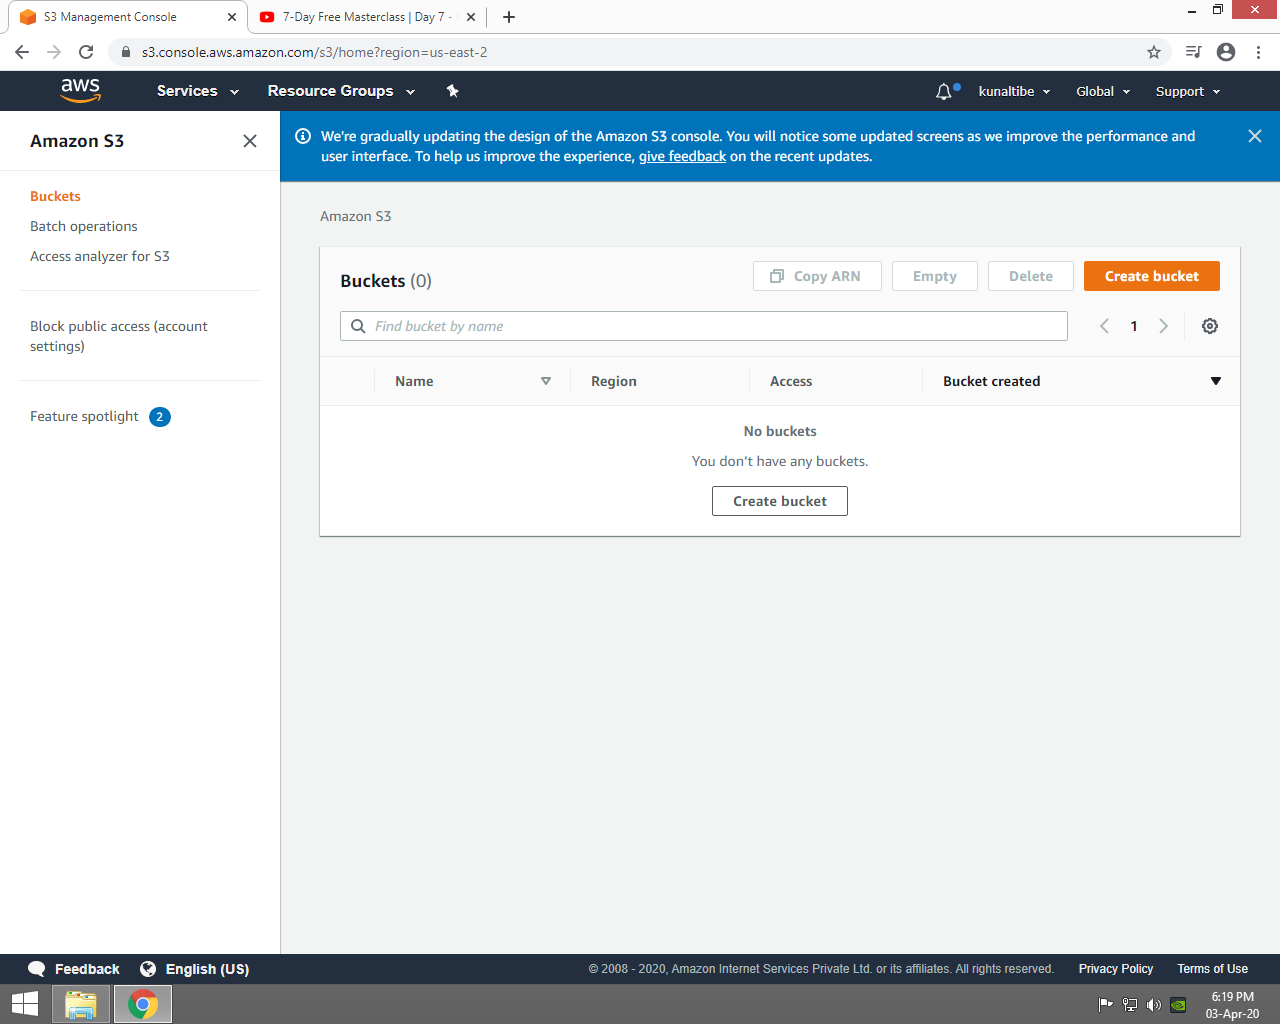 S3 Management Console
7-Day Free Masterclass | Day 7 -
s3.console.aws.amazon.com/s3/home?region=us-east-2
aws
Services
Resource Groups
kunaltibe
Global
Support
Amazon S3
We're gradually updating the design of the Amazon S3 console. You will notice some updated screens as we improve the performance and
user interface. To help us improve the experience, give feedback on the recent updates.
Buckets
Batch operations
Access analyzer for S3
Block public access (account
settings)
Feature spotlight 2
Amazon S3
Buckets (0)
Copy ARN
Empty
Delete
Create bucket
Find bucket by name
1
Name
Region
Access
Bucket created
No buckets
You don't have any buckets.
Create bucket
Feedback
English (US)
© 2008 - 2020, Amazon Internet Services Private Ltd. or its affiliates. All rights reserved.
Privacy Policy
Terms of Use
6:19 PM
03-Apr-20